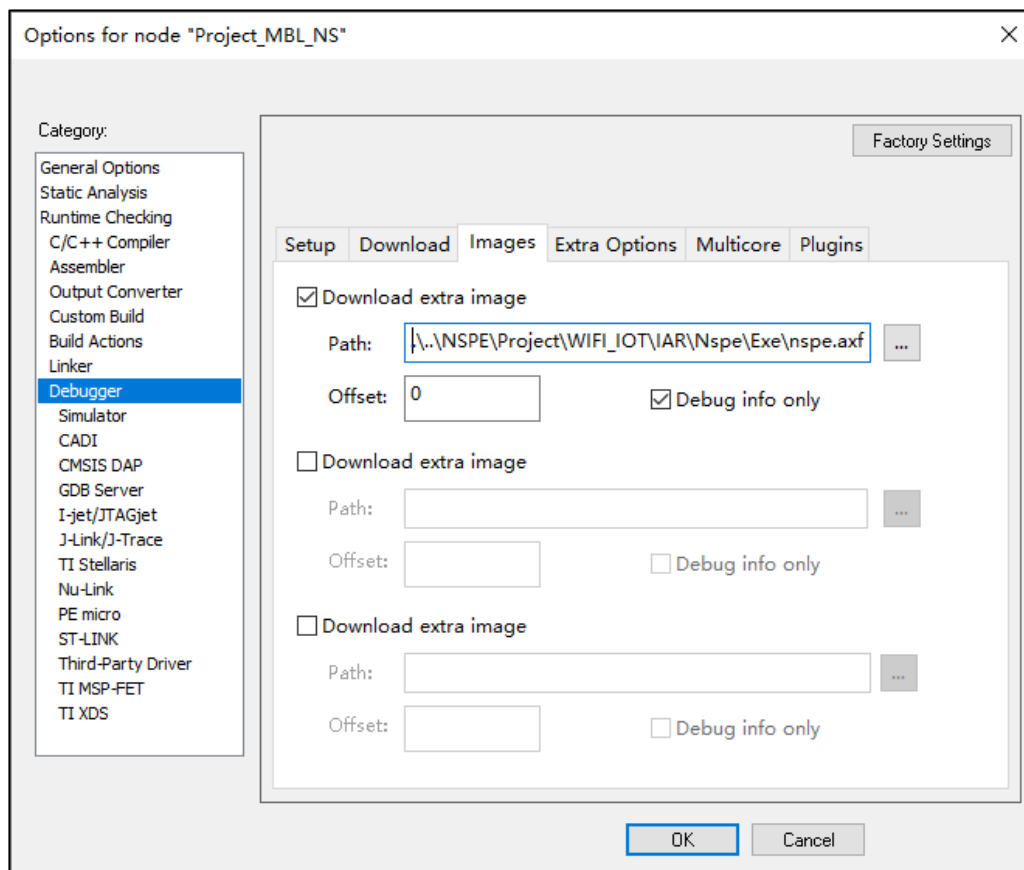 Options for node "Project_MBL_NS"
Category:
General Options
Static Analysis
Runtime Checking
C/C++ Compiler
Assembler
Output Converter
Custom Build
Build Actions
Linker
Debugger
Simulator
CADI
CMSIS DAP
GDB Server
I-jet/JTAGjet
J-Link/J-Trace
TI Stellaris
Nu-Link
PE micro
ST-LINK
Third-Party Driver
TI MSP-FET
TI XDS
Factory Settings
Setup Download Images Extra Options Multicore Plugins
Download extra image
Path: .\..\NSPE\Project\WIFI_IOT\IAR\Nspe\Exe\nspe.axf ...
Offset: 0 Debug info only
Download extra image
Path: ...
Offset: Debug info only
Download extra image
Path: ...
Offset: Debug info only
OK Cancel